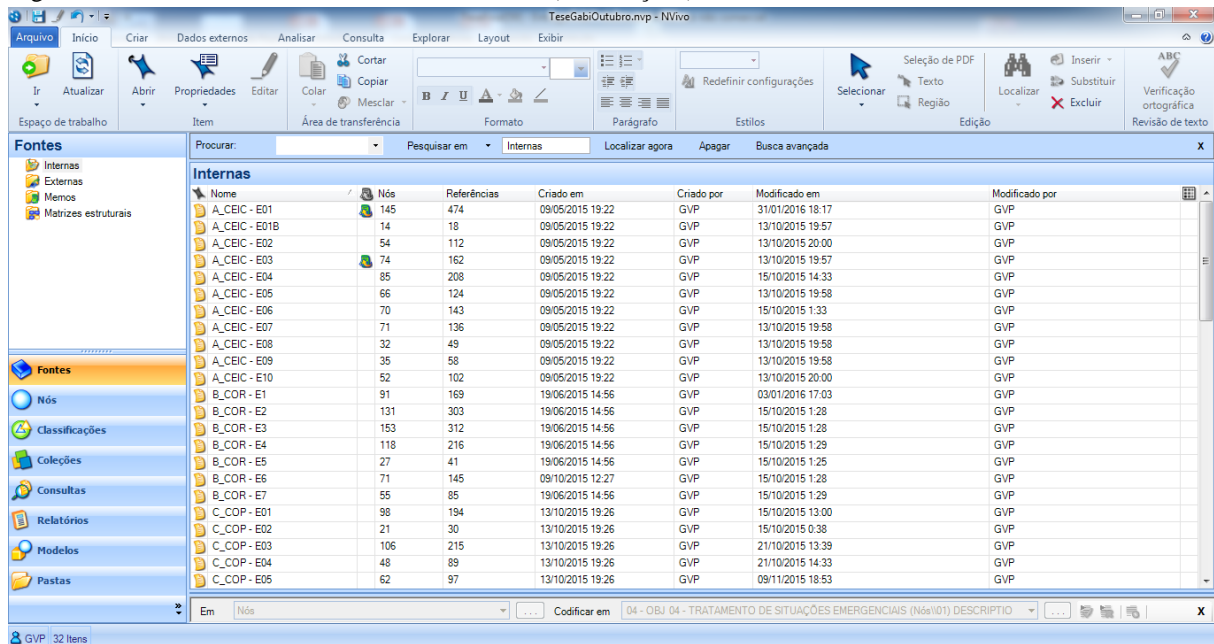 TeseGabiOutubro.nvp - NVivo
Arquivo Início Criar Dados externos Analisar Consulta Explorar Layout Exibir
Ir Atualizar Abrir Propriedades Editar Colar Cortar Copiar Mesclar B I U A Redefinir configurações Selecionar Seleção de PDF Texto Região Localizar Inserir Substituir Excluir ABC Verificação ortográfica
Espaço de trabalho Item Área de transferência Formato Parágrafo Estilos Edição Revisão de texto
Fontes
Internas
Externas
Memos
Matrizes estruturais
Fontes
Nós
Classificações
Coleções
Consultas
Relatórios
Modelos
Pastas
Procurar: Pesquisar em Internas Localizar agora Apagar Busca avançada X
Internas
Nome Nós Referências Criado em Criado por Modificado em Modificado por
A_CEIC - E01 145 474 09/05/2015 19:22 GVP 31/01/2016 18:17 GVP
A_CEIC - E01B 14 18 09/05/2015 19:22 GVP 13/10/2015 19:57 GVP
A_CEIC - E02 54 112 09/05/2015 19:22 GVP 13/10/2015 20:00 GVP
A_CEIC - E03 74 162 09/05/2015 19:22 GVP 13/10/2015 19:57 GVP
A_CEIC - E04 85 208 09/05/2015 19:22 GVP 15/10/2015 14:33 GVP
A_CEIC - E05 66 124 09/05/2015 19:22 GVP 13/10/2015 19:58 GVP
A_CEIC - E06 70 143 09/05/2015 19:22 GVP 15/10/2015 1:33 GVP
A_CEIC - E07 71 136 09/05/2015 19:22 GVP 13/10/2015 19:58 GVP
A_CEIC - E08 32 49 09/05/2015 19:22 GVP 13/10/2015 19:58 GVP
A_CEIC - E09 35 58 09/05/2015 19:22 GVP 13/10/2015 19:58 GVP
A_CEIC - E10 52 102 09/05/2015 19:22 GVP 13/10/2015 20:00 GVP
B_COR - E1 91 169 19/06/2015 14:56 GVP 03/01/2016 17:03 GVP
B_COR - E2 131 303 19/06/2015 14:56 GVP 15/10/2015 1:28 GVP
B_COR - E3 153 312 19/06/2015 14:56 GVP 15/10/2015 1:28 GVP
B_COR - E4 118 216 19/06/2015 14:56 GVP 15/10/2015 1:29 GVP
B_COR - E5 27 41 19/06/2015 14:56 GVP 15/10/2015 1:25 GVP
B_COR - E6 71 145 09/10/2015 12:27 GVP 15/10/2015 1:28 GVP
B_COR - E7 55 85 19/06/2015 14:56 GVP 15/10/2015 1:29 GVP
C_COP - E01 98 194 13/10/2015 19:26 GVP 15/10/2015 13:00 GVP
C_COP - E02 21 30 13/10/2015 19:26 GVP 15/10/2015 0:38 GVP
C_COP - E03 106 215 13/10/2015 19:26 GVP 21/10/2015 13:39 GVP
C_COP - E04 48 89 13/10/2015 19:26 GVP 21/10/2015 14:33 GVP
C_COP - E05 62 97 13/10/2015 19:26 GVP 09/11/2015 18:53 GVP
Em Nós ... Codificar em 04 - OBJ 04 - TRATAMENTO DE SITUAÇÕES EMERGENCIAIS (Nós\\01) DESCRIPTIO ... X
GVP 32 Itens